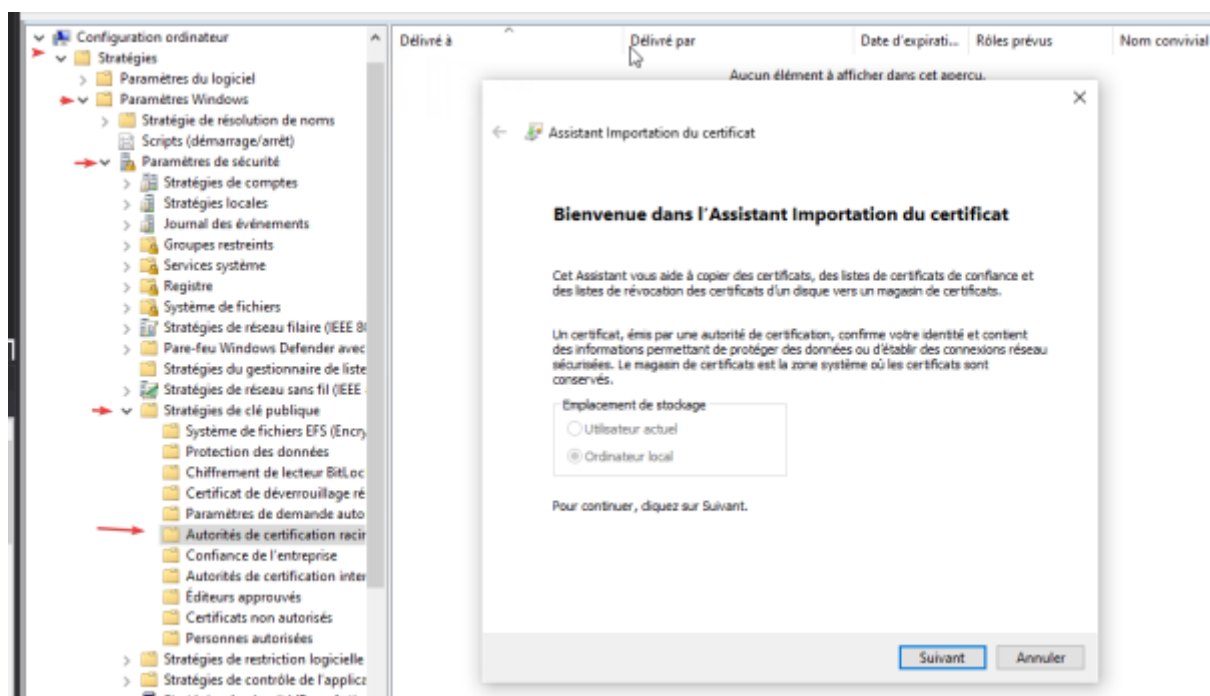 Configuration ordinateur
Stratégies
Paramètres du logiciel
Paramètres Windows
Stratégie de résolution de noms
Scripts (démarrage/arrêt)
Paramètres de sécurité
Stratégies de comptes
Stratégies locales
Journal des événements
Groupes restreints
Services système
Registre
Système de fichiers
Stratégies de réseau filaire (IEEE 80
Pare-feu Windows Defender avec
Stratégies du gestionnaire de liste
Stratégies de réseau sans fil (IEEE
Stratégies de clé publique
Système de fichiers EFS (Encry
Protection des données
Chiffrement de lecteur BitLoc
Certificat de déverrouillage ré
Paramètres de demande auto
Autorités de certification racin
Confiance de l'entreprise
Autorités de certification inter
Éditeurs approuvés
Certificats non autorisés
Personnes autorisées
Stratégies de restriction logicielle
Stratégies de contrôle de l'applica
Délivré à Délivré par Date d'expirati... Rôles prévus Nom convivial
Aucun élément à afficher dans cet aperçu.
Assistant Importation du certificat
Bienvenue dans l'Assistant Importation du certificat
Cet Assistant vous aide à copier des certificats, des listes de certificats de confiance et
des listes de révocation des certificats d'un disque vers un magasin de certificats.
Un certificat, émis par une autorité de certification, confirme votre identité et contient
des informations permettant de protéger des données ou d'établir des connexions réseau
sécurisées. Le magasin de certificats est la zone système où les certificats sont
conservés.
Emplacement de stockage
Utilisateur actuel
Ordinateur local
Pour continuer, cliquez sur Suivant.
Suivant Annuler